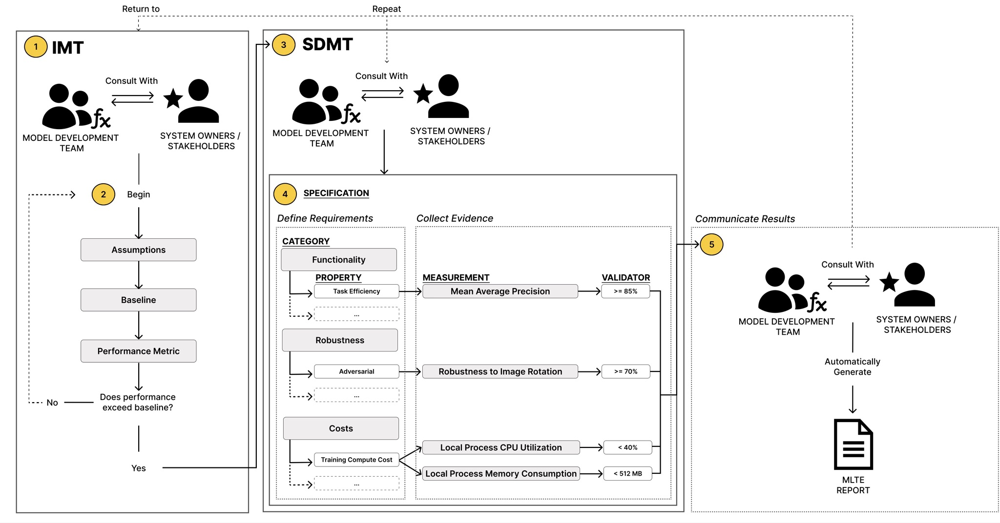 Return to
Repeat
1
IMT
Consult With
fx
MODEL DEVELOPMENT
TEAM
SYSTEM OWNERS /
STAKEHOLDERS
2
Begin
Assumptions
Baseline
Performance Metric
Does performance
exceed baseline?
No
Yes
3
SDMT
Consult With
fx
MODEL DEVELOPMENT
TEAM
SYSTEM OWNERS /
STAKEHOLDERS
4
SPECIFICATION
Define Requirements
CATEGORY
Functionality
PROPERTY
Task Efficiency
...
Robustness
Adversarial
...
Costs
Training Compute Cost
...
Collect Evidence
MEASUREMENT
VALIDATOR
Mean Average Precision
>= 85%
Robustness to Image Rotation
>= 70%
Local Process CPU Utilization
< 40%
Local Process Memory Consumption
< 512 MB
Communicate Results
5
Consult With
fx
MODEL DEVELOPMENT
TEAM
SYSTEM OWNERS /
STAKEHOLDERS
Automatically
Generate
MLTE
REPORT